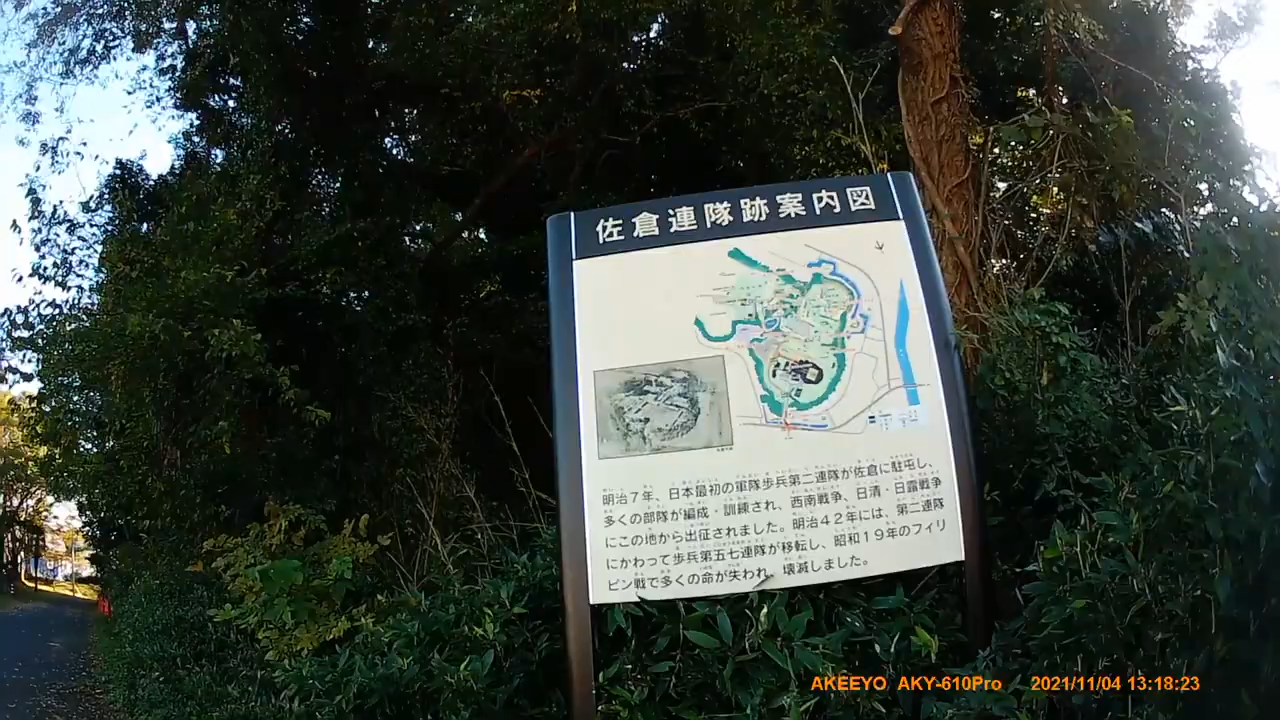 佐倉連隊跡案内図
明治7年、日本最初の軍隊歩兵第二連隊が佐倉に駐屯し、
多くの部隊が編成・訓練され、西南戦争、日清・日露戦争
にこの地から出征されました。明治42年には、第二連隊
にかわって歩兵第五七連隊が移転し、昭和19年のフィリ
ピン戦で多くの命が失われ、壊滅しました。
AKEEYO AKY-610Pro 2021/11/04 13:18:23